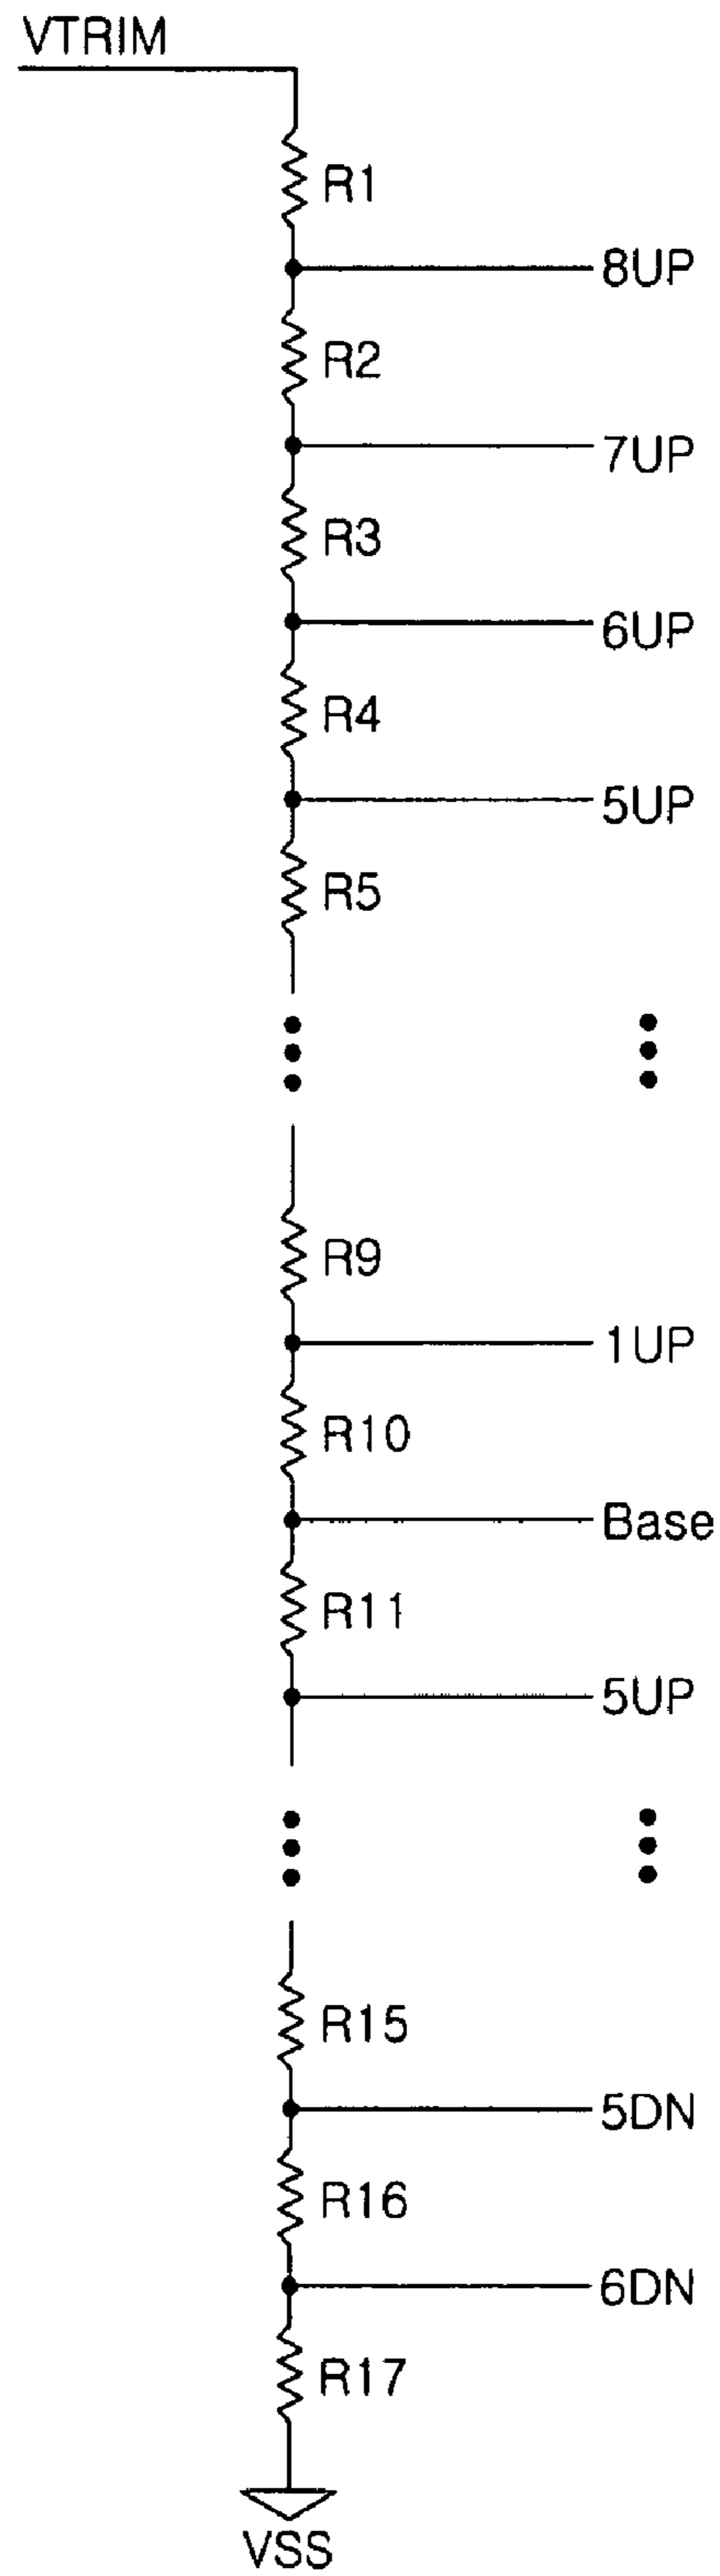 VTRIM
R1
8UP
R2
7UP
R3
6UP
R4
5UP
R5
R9
1UP
R10
Base
R11
5UP
R15
5DN
R16
6DN
R17
VSS